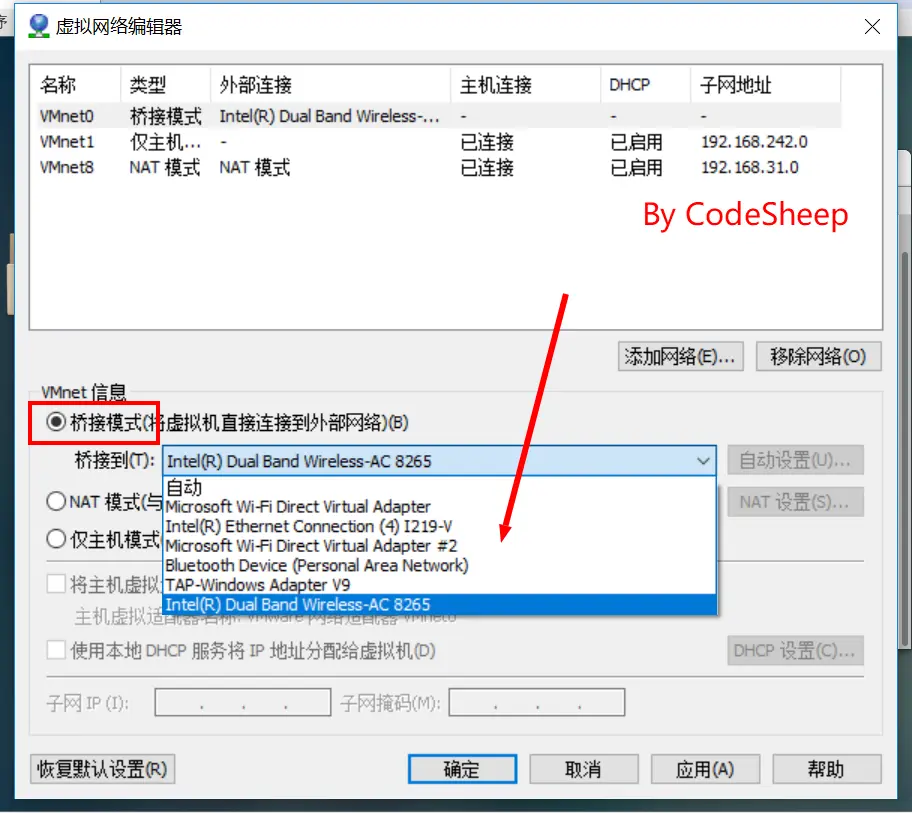 序
虚拟网络编辑器
名称 类型 外部连接 主机连接 DHCP 子网地址
VMnet0 桥接模式 Intel(R) Dual Band Wireless-... - - -
VMnet1 仅主机... - 已连接 已启用 192.168.242.0
VMnet8 NAT 模式 NAT 模式 已连接 已启用 192.168.31.0
By CodeSheep
添加网络(E)... 移除网络(O)
VMnet 信息
桥接模式(将虚拟机直接连接到外部网络)(B)
桥接到(T): Intel(R) Dual Band Wireless-AC 8265 自动设置(U)...
自动
Microsoft Wi-Fi Direct Virtual Adapter
Intel(R) Ethernet Connection (4) I219-V
Microsoft Wi-Fi Direct Virtual Adapter #2
Bluetooth Device (Personal Area Network)
TAP-Windows Adapter V9
Intel(R) Dual Band Wireless-AC 8265
NAT 模式(与 NAT 设置(S)...
仅主机模式
将主机虚拟
主机虚拟适配器名称: VMware 网络适配器 VMnet0
使用本地 DHCP 服务将 IP 地址分配给虚拟机(D) DHCP 设置(C)...
子网 IP (I): . . . 子网掩码(M): . . .
恢复默认设置(R) 确定 取消 应用(A) 帮助